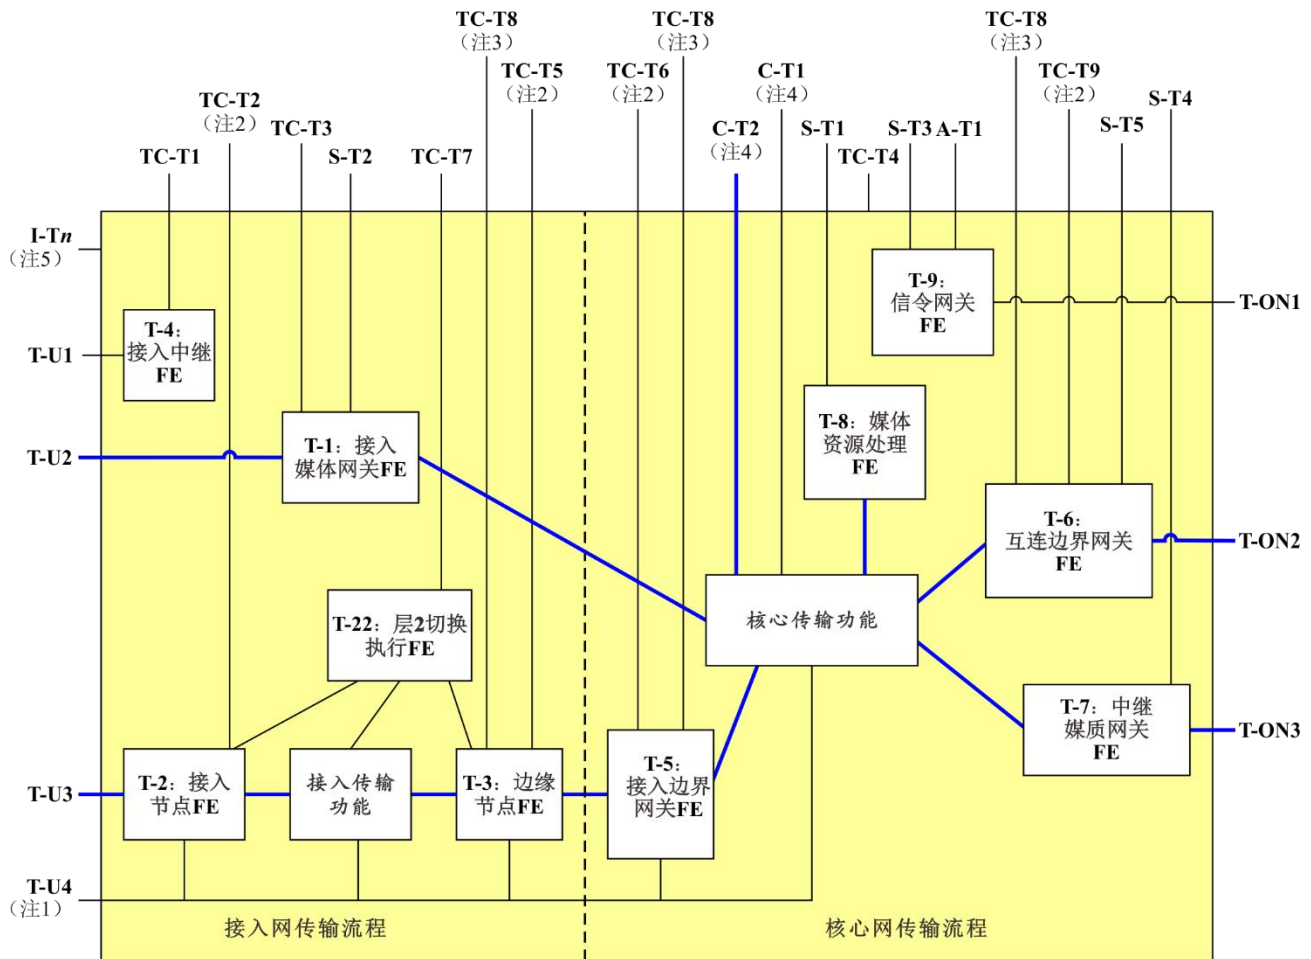 TC-T8
（注3）
TC-T8
（注3）
TC-T8
（注3）
TC-T5
（注2）
TC-T6
（注2）
C-T1
（注4）
TC-T9
（注2）
TC-T2
（注2）
TC-T3
C-T2
（注4）
S-T1
S-T3
A-T1
S-T5
S-T4
TC-T1
S-T2
TC-T7
TC-T4
I-Tn
（注5）
T-9：
信令网关
FE
T-ON1
T-U1
T-4：
接入中继
FE
T-8：媒体
资源处理
FE
T-U2
T-1：接入
媒体网关FE
T-6：
互连边界网关
FE
T-ON2
T-22：层2切换
执行FE
核心传输功能
T-7：中继
媒质网关
FE
T-ON3
T-U3
T-2：接入
节点FE
接入传输
功能
T-3：边缘
节点FE
T-5：
接入边界
网关FE
T-U4
（注1）
接入网传输流程
核心网传输流程